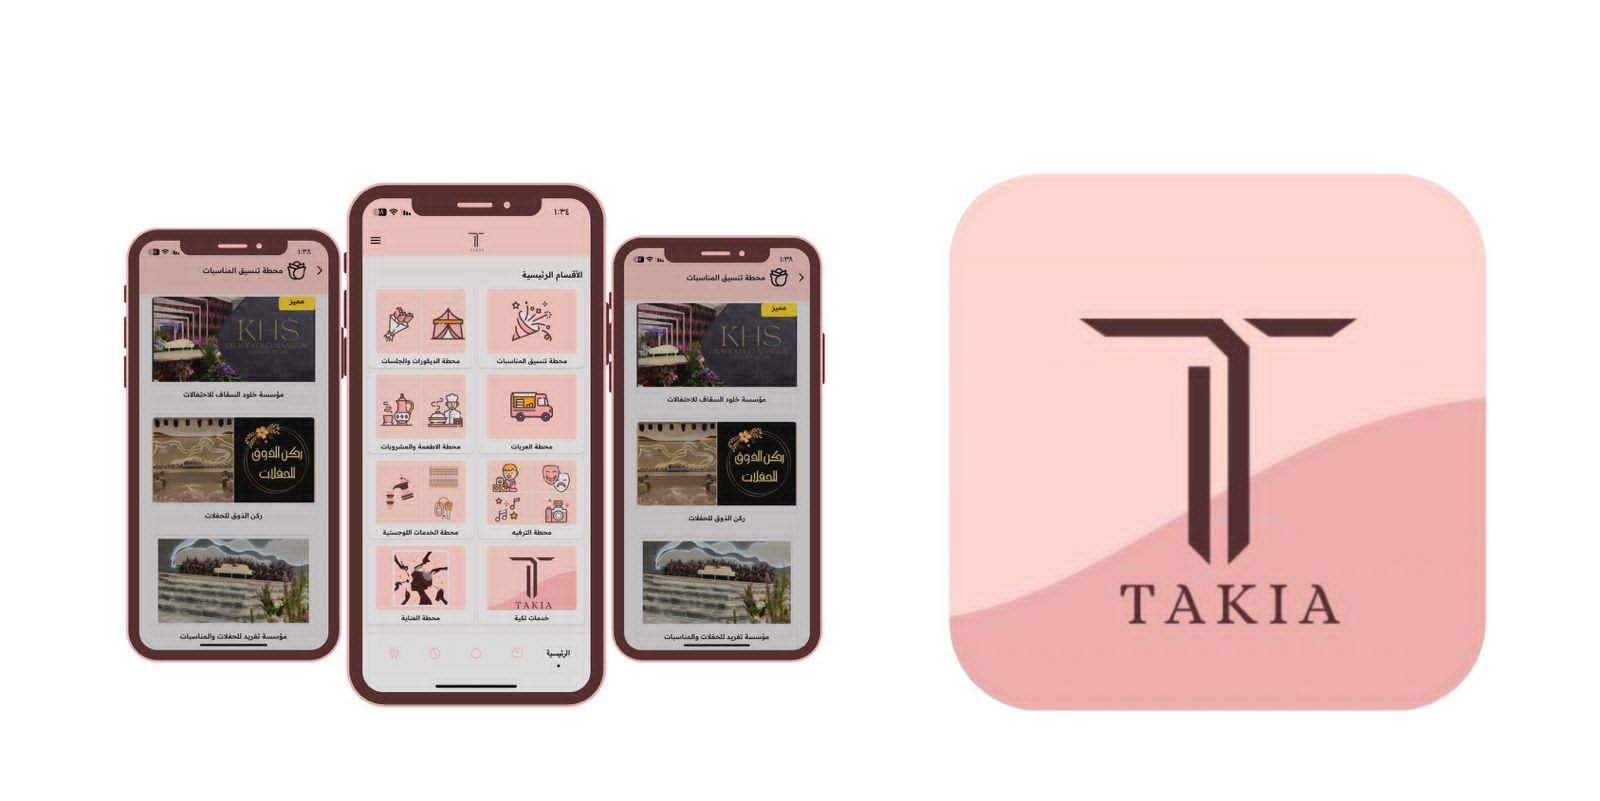 ١:٣٨
محطة تنسيق المناسبات
مميز
KHS
مؤسسة خلود السقاف للاحتفالات
ركن الذوق
للحفلات
ركن الذوق للحفلات
مؤسسة تغريد للحفلات والمناسبات
١:٣٤
TAKIA
الأقسام الرئيسية
محطة تنسيق المناسبات
محطة الديكورات والجلسات
محطة العربات
محطة الاطعمة والمشروبات
محطة الترفيه
محطة الخدمات اللوجستية
TAKIA
خدمات تكية
محطة العناية
الرئيسية
١:٣٨
محطة تنسيق المناسبات
مميز
KHS
مؤسسة خلود السقاف للاحتفالات
ركن الذوق
للحفلات
ركن الذوق للحفلات
مؤسسة تغريد للحفلات والمناسبات
TAKIA